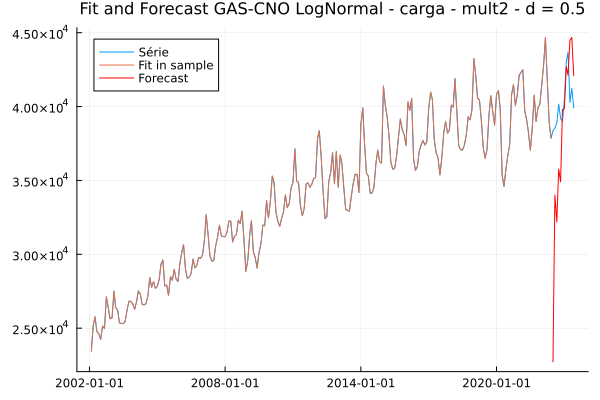 Fit and Forecast GAS-CNO LogNormal - carga - mult2 - d = 0.5
4.50×10⁴
Série
Fit in sample
Forecast
4.00×10⁴
3.50×10⁴
3.00×10⁴
2.50×10⁴
2002-01-01 2008-01-01 2014-01-01 2020-01-01